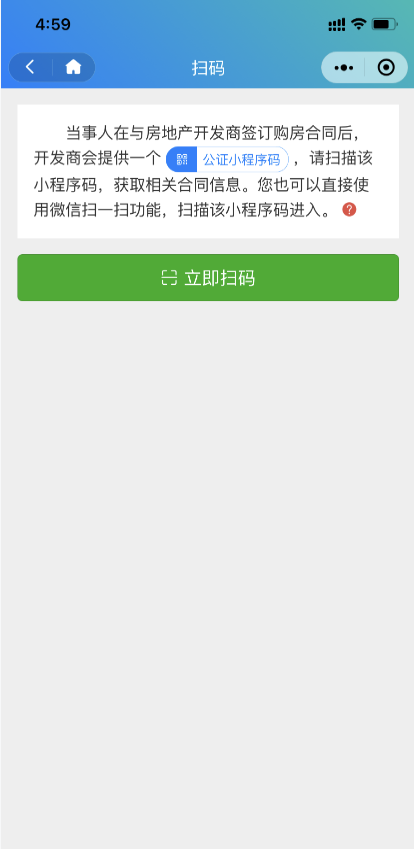 4:59
扫码
当事人在与房地产开发商签订购房合同后，
开发商会提供一个 公证小程序码 ，请扫描该
小程序码，获取相关合同信息。您也可以直接使
用微信扫一扫功能，扫描该小程序码进入。?
立即扫码